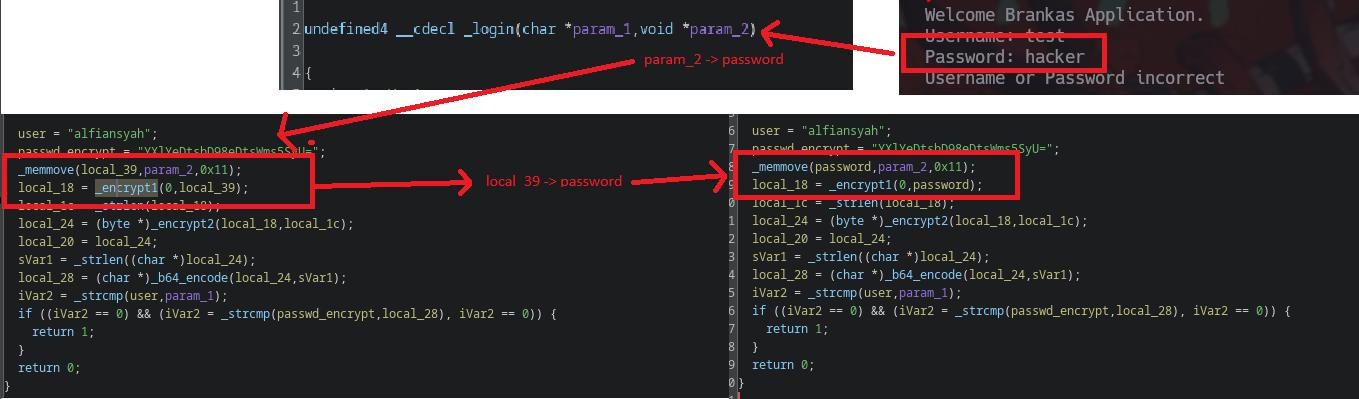 1
2 undefined4 __cdecl _login(char *param_1,void *param_2)
3
4 {
Welcome Brankas Application.
Username: test
Password: hacker
Username or Password incorrect
param_2 -> password
user = "alfiansyah";
_memmove(local_39,param_2,0x11);
local_18 = _encrypt1(0,local_39);
local_1c = _strlen(local_18);
local_24 = (byte *)_encrypt2(local_18,local_1c);
local_20 = local_24;
sVar1 = _strlen((char *)local_24);
local_28 = (char *)_b64_encode(local_24,sVar1);
iVar2 = _strcmp(user,param_1);
if ((iVar2 == 0) && (iVar2 = _strcmp(passwd_encrypt,local_28), iVar2 == 0)) {
return 1;
}
return 0;
}
local_39 -> password
6 user = "alfiansyah";
7 passwd_encrypt = "YXlYeDtsbD98eDtsWms5SyU=";
8 _memmove(password,param_2,0x11);
9 local_18 = _encrypt1(0,password);
0 local_1c = _strlen(local_18);
1 local_24 = (byte *)_encrypt2(local_18,local_1c);
2 local_20 = local_24;
3 sVar1 = _strlen((char *)local_24);
4 local_28 = (char *)_b64_encode(local_24,sVar1);
5 iVar2 = _strcmp(user,param_1);
6 if ((iVar2 == 0) && (iVar2 = _strcmp(passwd_encrypt,local_28), iVar2 == 0)) {
7 return 1;
8 }
9 return 0;
0 }